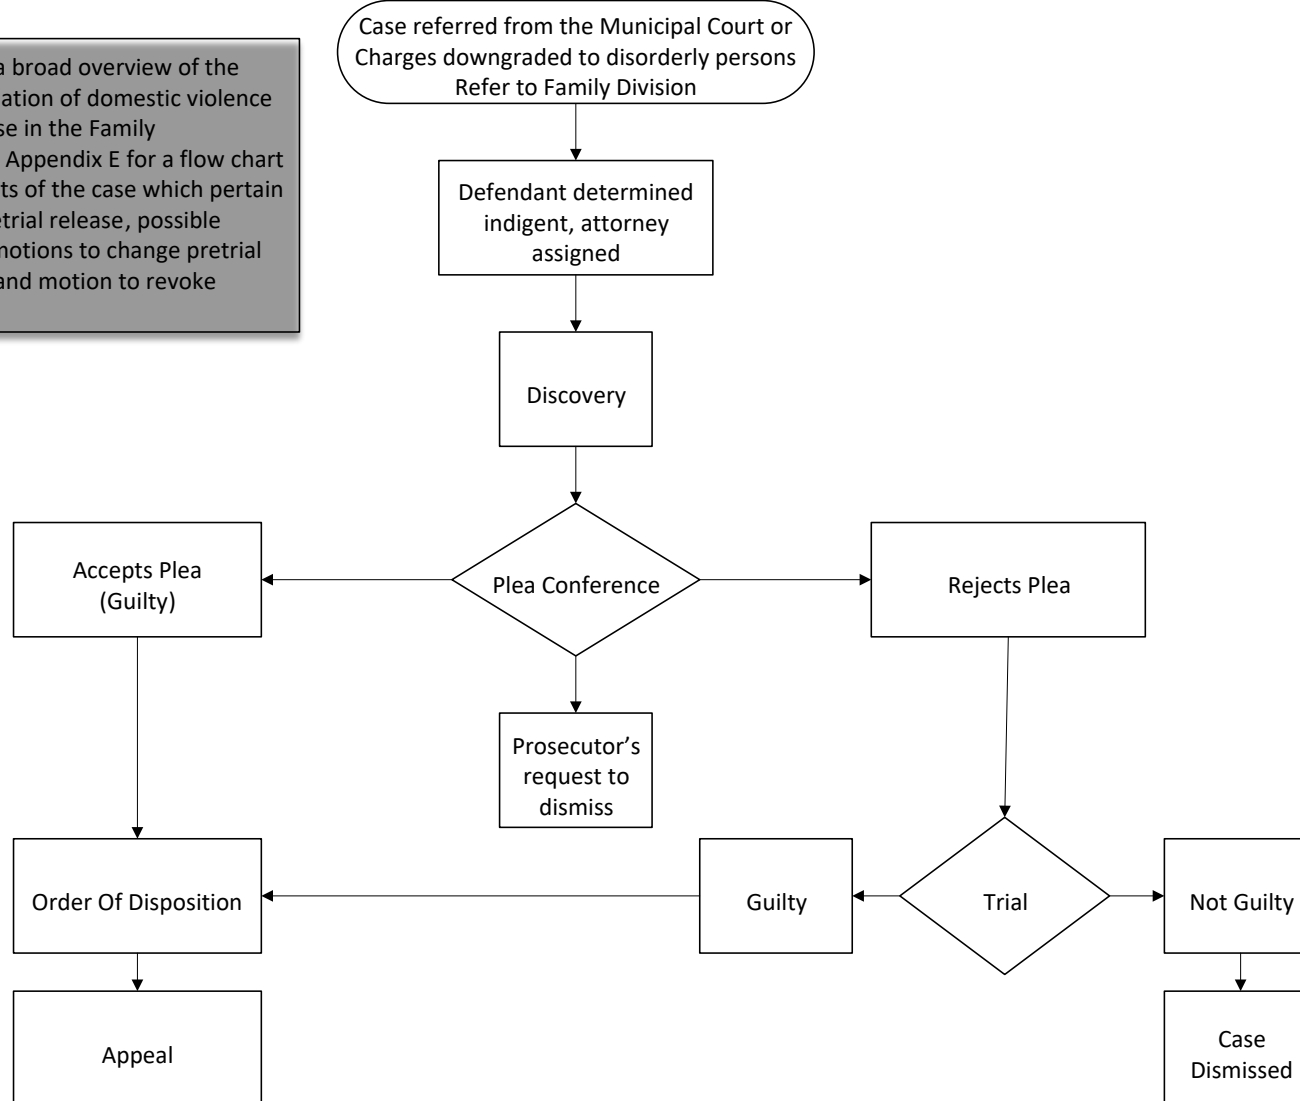 Case referred from the Municipal Court or
Charges downgraded to disorderly persons
Refer to Family Division
a broad overview of the
ation of domestic violence
se in the Family
Appendix E for a flow chart
ts of the case which pertain
etrial release, possible
motions to change pretrial
and motion to revoke
Defendant determined
indigent, attorney
assigned
Discovery
Plea Conference
Accepts Plea
(Guilty)
Rejects Plea
Prosecutor’s
request to
dismiss
Order Of Disposition
Guilty
Trial
Not Guilty
Appeal
Case
Dismissed